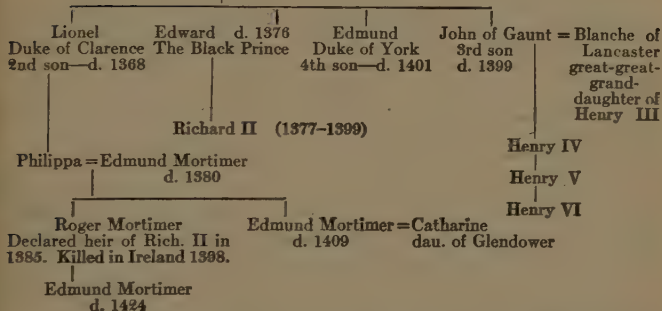 Lionel
Duke of Clarence
2nd son—d. 1368
Edward d. 1376
The Black Prince
Edmund
Duke of York
4th son—d. 1401
John of Gaunt = Blanche of
3rd son Lancaster
d. 1399 great-great-
grand-
daughter of
Henry III
Richard II (1377–1399)
Henry IV
Philippa = Edmund Mortimer
d. 1380
Henry V
Henry VI
Roger Mortimer
Declared heir of Rich. II in
1385. Killed in Ireland 1398.
Edmund Mortimer = Catharine
d. 1409 dau. of Glendower
Edmund Mortimer
d. 1424